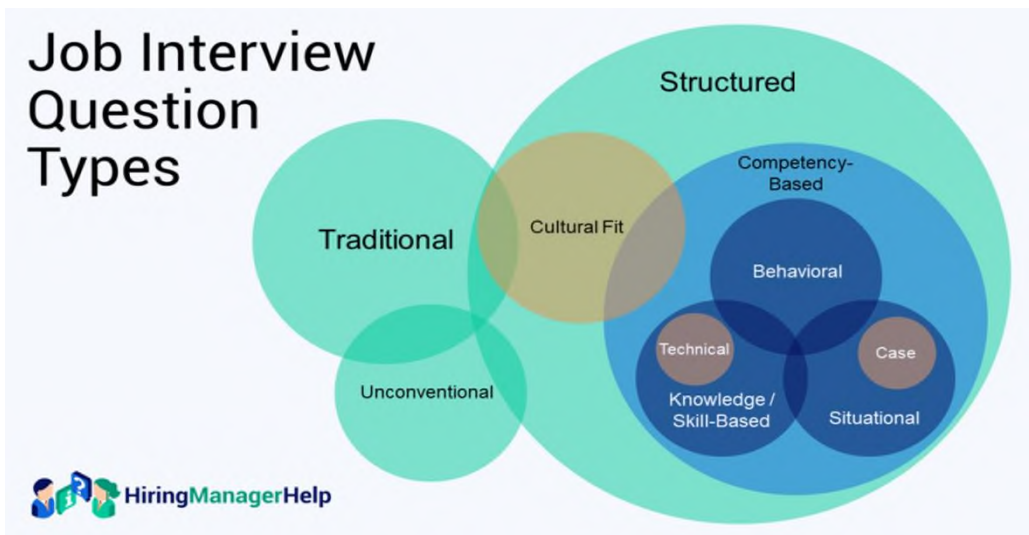 Job Interview
Question
Types
Structured
Competency-
Based
Cultural Fit
Traditional
Behavioral
Technical
Case
Unconventional
Knowledge /
Skill-Based
Situational
HiringManagerHelp